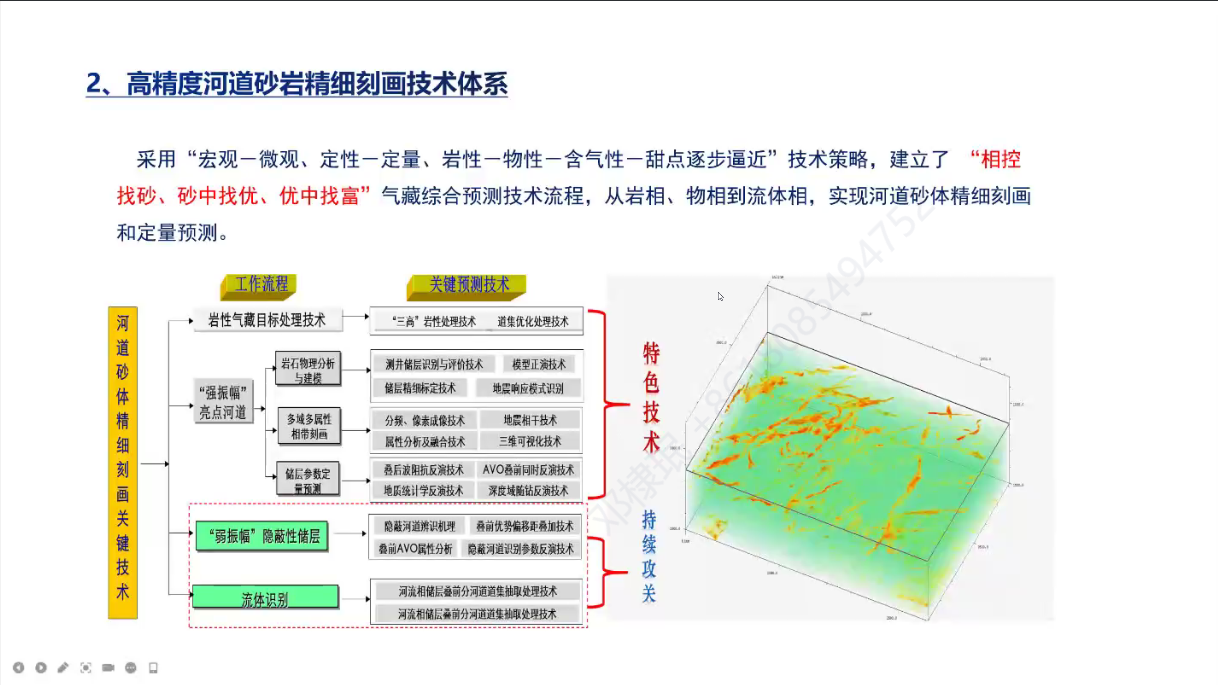 2、高精度河道砂岩精细刻画技术体系
采用“宏观－微观、定性－定量、岩性－物性－含气性－甜点逐步逼近”技术策略，建立了 “相控
找砂、砂中找优、优中找富”气藏综合预测技术流程，从岩相、物相到流体相，实现河道砂体精细刻画
和定量预测。
工作流程
关键预测技术
河道砂体精细刻画关键技术
岩性气藏目标处理技术
“三高”岩性处理技术 道集优化处理技术
“强振幅”
亮点河道
岩石物理分析
与建模
测井储层识别与评价技术 模型正演技术
储层精细标定技术 地震响应模式识别
多域多属性
相带刻画
分频、像素成像技术 地震相干技术
属性分析及融合技术 三维可视化技术
储层参数定
量预测
叠后波阻抗反演技术 AVO叠前同时反演技术
地质统计学反演技术 深度域随钻反演技术
“弱振幅”隐蔽性储层
隐蔽河道辨识机理 叠前优势偏移距叠加技术
叠前AVO属性分析 隐蔽河道识别参数反演技术
流体识别
河流相储层叠前分河道道集抽取处理技术
河流相储层叠前分河道道集抽取处理技术
特色技术
持续攻关